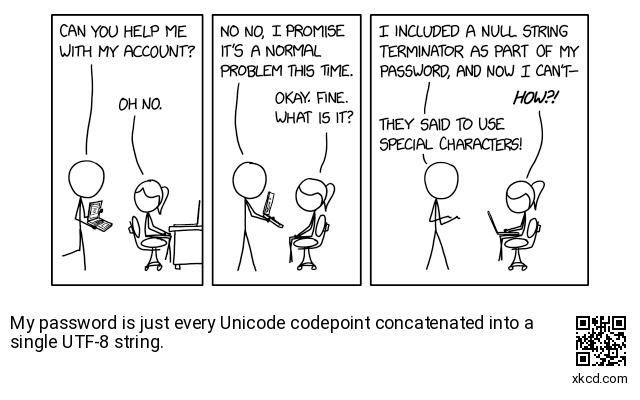 CAN YOU HELP ME
WITH MY ACCOUNT?
OH NO.
NO NO, I PROMISE
IT'S A NORMAL
PROBLEM THIS TIME.
OKAY. FINE.
WHAT IS IT?
I INCLUDED A NULL STRING
TERMINATOR AS PART OF MY
PASSWORD, AND NOW I CAN'T—
HOW?!
THEY SAID TO USE
SPECIAL CHARACTERS!
My password is just every Unicode codepoint concatenated into a
single UTF-8 string.
xkcd.com